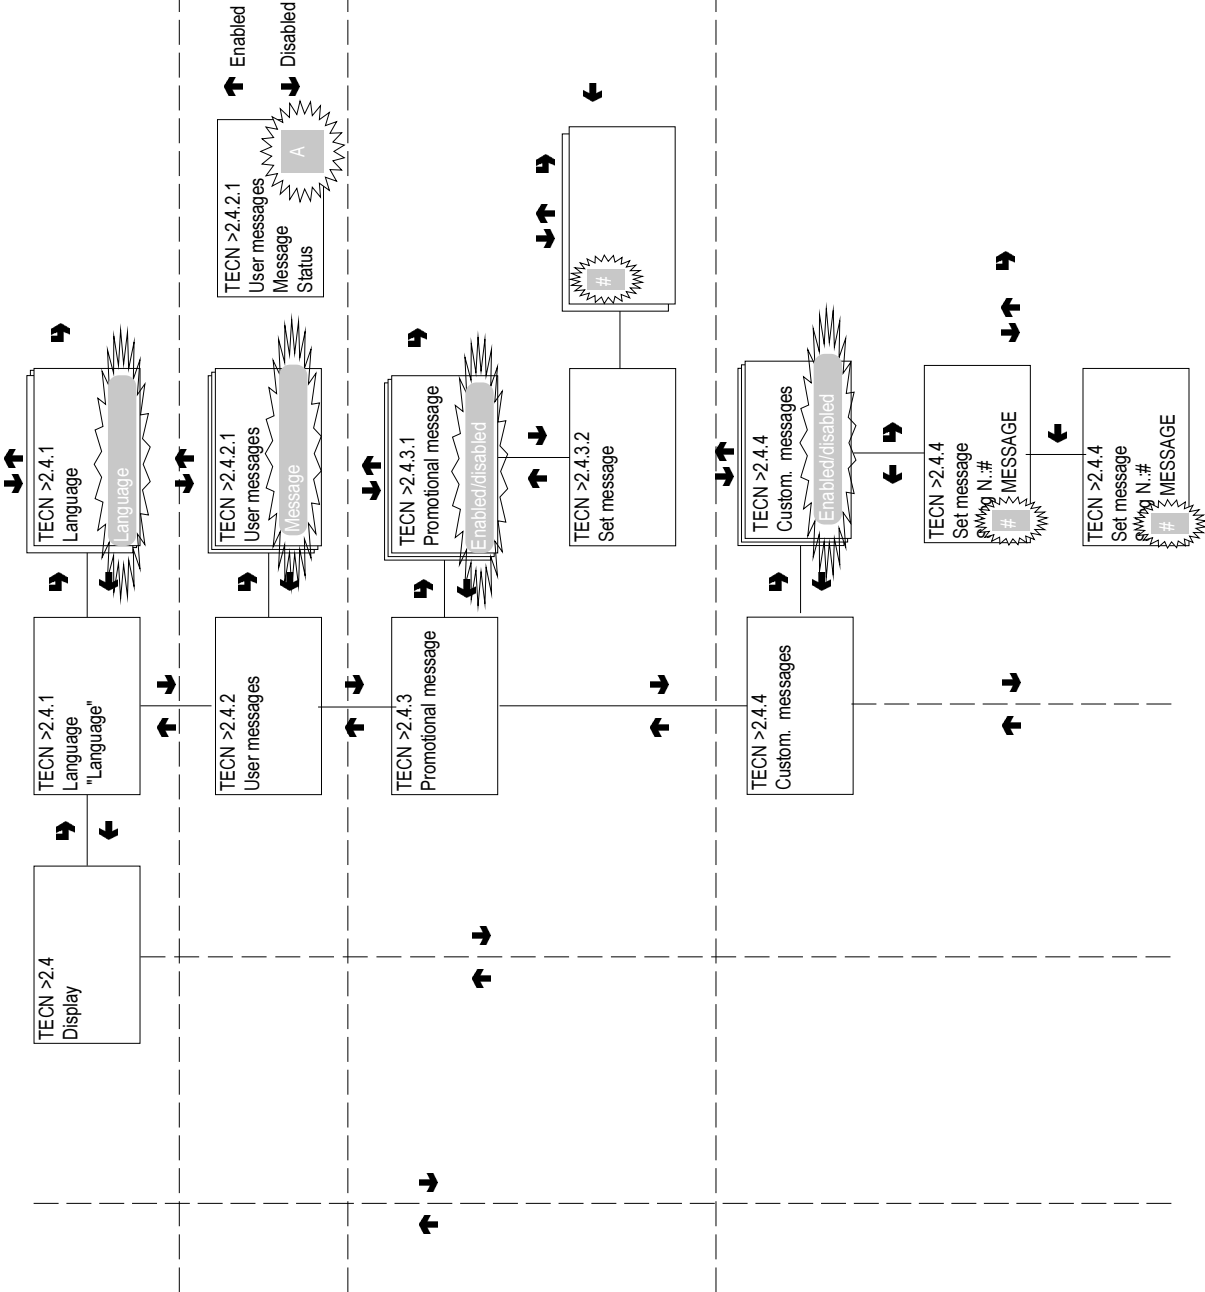 TECN >2.4
Display
TECN >2.4.1
Language
"Language"
TECN >2.4.1
Language
Language
TECN >2.4.2
User messages
TECN >2.4.2.1
User messages
Message
TECN >2.4.2.1
User messages
Message
Status
A
Enabled
Disabled
TECN >2.4.3
Promotional message
TECN >2.4.3.1
Promotional message
Enabled/disabled
TECN >2.4.3.2
Set message
#
TECN >2.4.4
Custom. messages
TECN >2.4.4
Custom. messages
Enabled/disabled
TECN >2.4.4
Set message
g N.:#
# MESSAGE
TECN >2.4.4
Set message
g N.:#
# MESSAGE